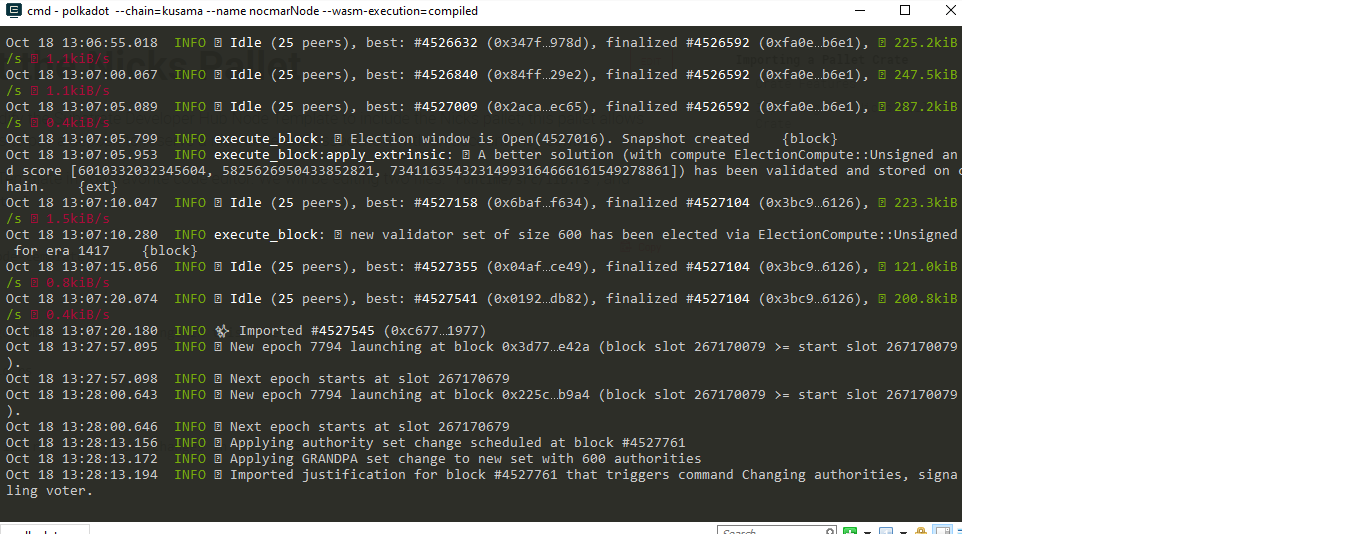 cmd - polkadot --chain=kusama --name nocmarNode --wasm-execution=compiled
Oct 18 13:06:55.018  INFO Idle (25 peers), best: #4526632 (0x347f…978d), finalized #4526592 (0xfa0e…b6e1), 225.2kiB
/s 1.1kiB/s
Oct 18 13:07:00.067  INFO Idle (25 peers), best: #4526840 (0x84ff…29e2), finalized #4526592 (0xfa0e…b6e1), 247.5kiB
/s 1.1kiB/s
Oct 18 13:07:05.089  INFO Idle (25 peers), best: #4527009 (0x2aca…ec65), finalized #4526592 (0xfa0e…b6e1), 287.2kiB
/s 0.4kiB/s
Oct 18 13:07:05.799  INFO execute_block: Election window is Open(4527016). Snapshot created    {block}
Oct 18 13:07:05.953  INFO execute_block:apply_extrinsic: A better solution (with compute ElectionCompute::Unsigned an
d score [6010332032345604, 5825626950433852821, 73411635432314993164666161549278861]) has been validated and stored on c
hain.    {ext}
Oct 18 13:07:10.047  INFO Idle (25 peers), best: #4527158 (0x6baf…f634), finalized #4527104 (0x3bc9…6126), 223.3kiB
/s 1.5kiB/s
Oct 18 13:07:10.280  INFO execute_block: new validator set of size 600 has been elected via ElectionCompute::Unsigned
 for era 1417    {block}
Oct 18 13:07:15.056  INFO Idle (25 peers), best: #4527355 (0x04af…ce49), finalized #4527104 (0x3bc9…6126), 121.0kiB
/s 0.8kiB/s
Oct 18 13:07:20.074  INFO Idle (25 peers), best: #4527541 (0x0192…db82), finalized #4527104 (0x3bc9…6126), 200.8kiB
/s 0.4kiB/s
Oct 18 13:07:20.180  INFO ✨ Imported #4527545 (0xc677…1977)
Oct 18 13:27:57.095  INFO New epoch 7794 launching at block 0x3d77…e42a (block slot 267170079 >= start slot 267170079
).
Oct 18 13:27:57.098  INFO Next epoch starts at slot 267170679
Oct 18 13:28:00.643  INFO New epoch 7794 launching at block 0x225c…b9a4 (block slot 267170079 >= start slot 267170079
).
Oct 18 13:28:00.646  INFO Next epoch starts at slot 267170679
Oct 18 13:28:13.156  INFO Applying authority set change scheduled at block #4527761
Oct 18 13:28:13.172  INFO Applying GRANDPA set change to new set with 600 authorities
Oct 18 13:28:13.194  INFO Imported justification for block #4527761 that triggers command Changing authorities, signa
ling voter.
Search